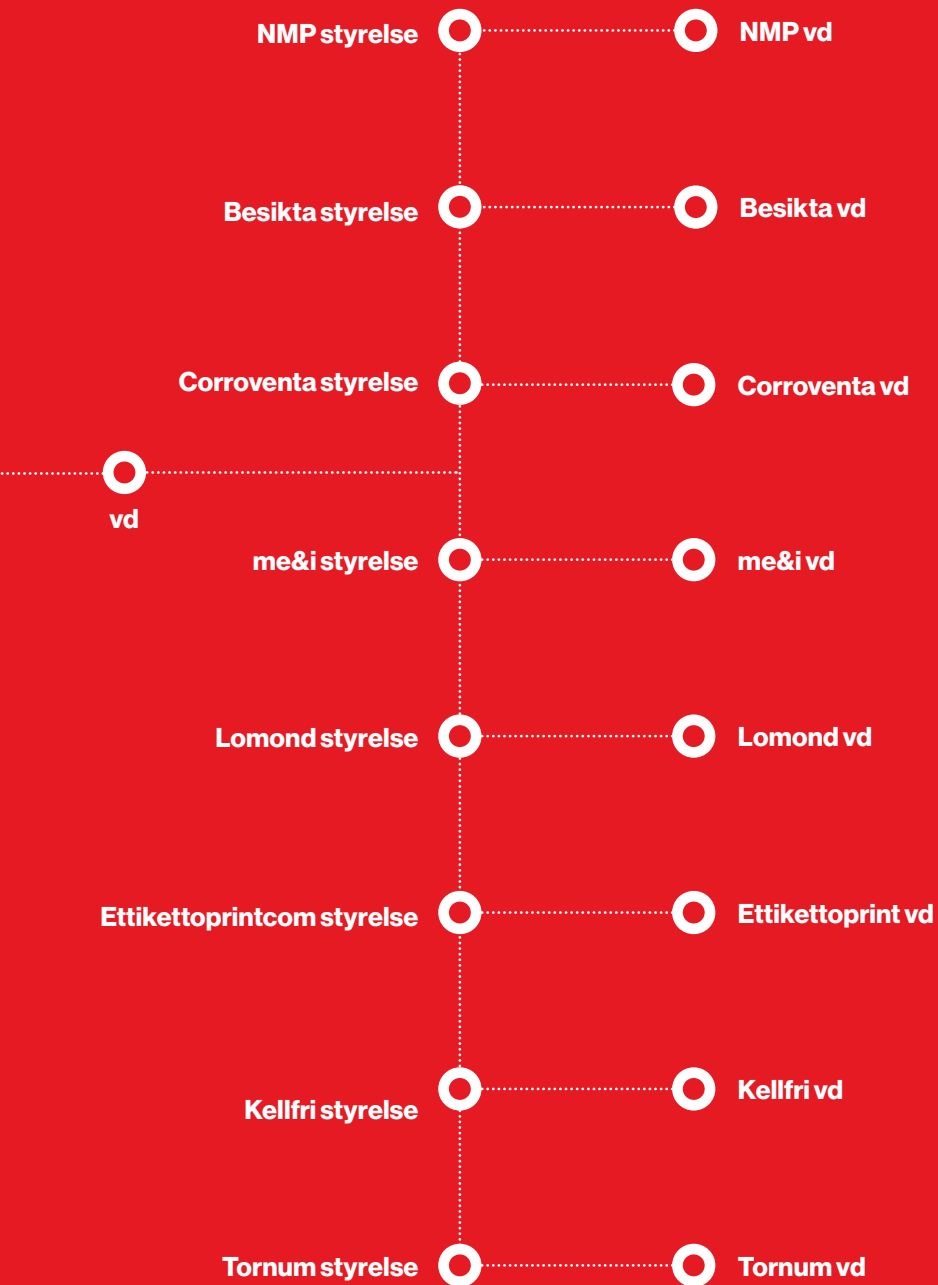 NMP styrelse
NMP vd
Besikta styrelse
Besikta vd
Corroventa styrelse
Corroventa vd
vd
me&i styrelse
me&i vd
Lomond styrelse
Lomond vd
Ettikettoprintcom styrelse
Ettikettoprint vd
Kellfri styrelse
Kellfri vd
Tornum styrelse
Tornum vd